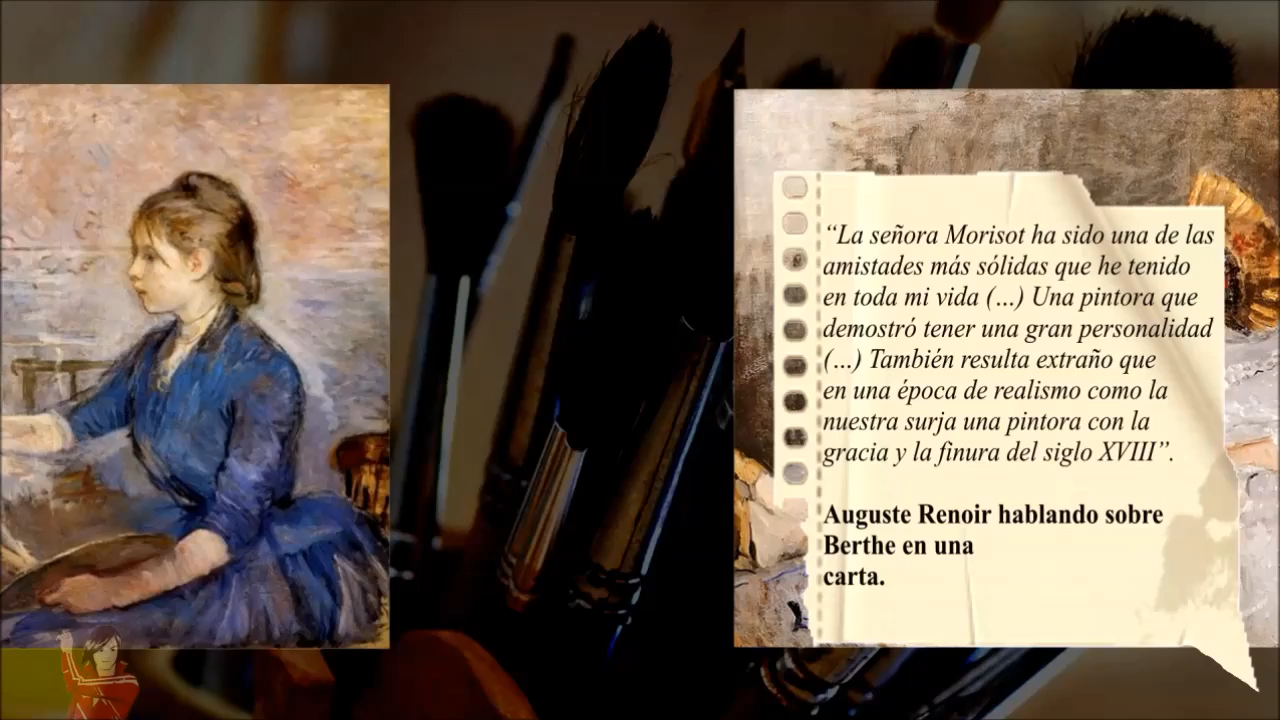 “La señora Morisot ha sido una de las
amistades más sólidas que he tenido
en toda mi vida (...) Una pintora que
demostró tener una gran personalidad
(...) También resulta extraño que
en una época de realismo como la
nuestra surja una pintora con la
gracia y la finura del siglo XVIII”.
Auguste Renoir hablando sobre
Berthe en una
carta.